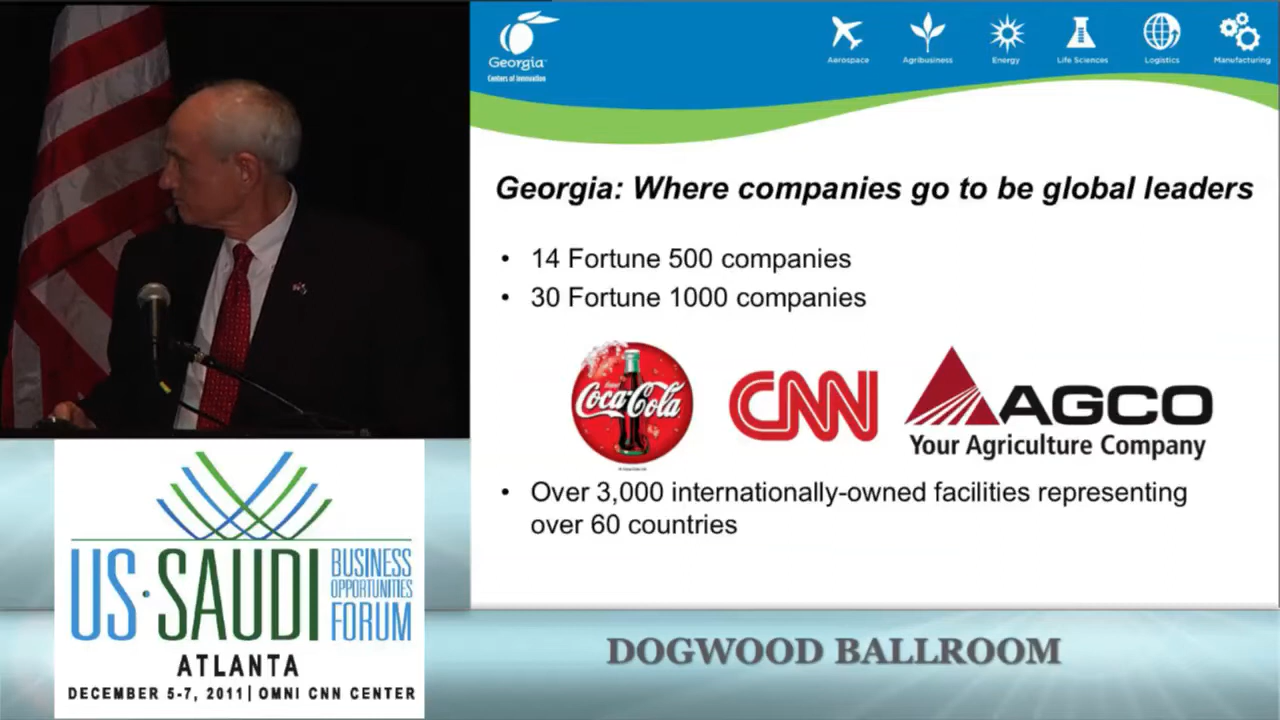 Georgia
Centers of Innovation
Aerospace
Agribusiness
Energy
Life Sciences
Logistics
Manufacturing
Georgia: Where companies go to be global leaders
• 14 Fortune 500 companies
• 30 Fortune 1000 companies
Coca-Cola
CNN
AGCO
Your Agriculture Company
• Over 3,000 internationally-owned facilities representing
over 60 countries
US·SAUDI
BUSINESS
OPPORTUNITIES
FORUM
ATLANTA
DECEMBER 5-7, 2011| OMNI CNN CENTER
DOGWOOD BALLROOM